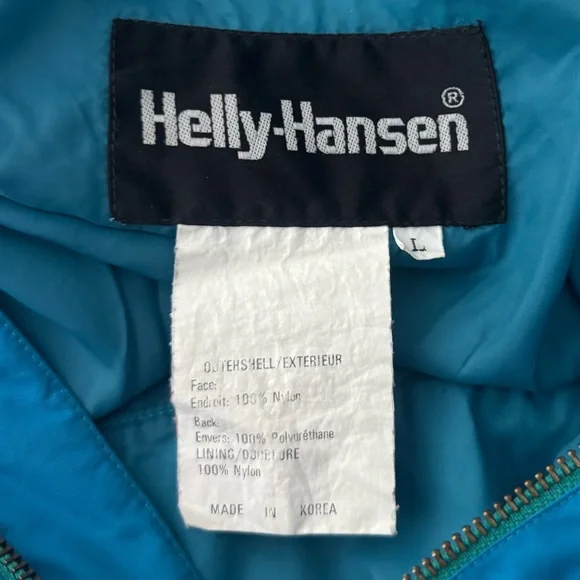 Helly-Hansen®
L
OUTERSHELL/EXTERIEUR
Face:
Endroit: 100% Nylon
Back:
Envers: 100% Polyuréthane
LINING/DOUBLURE
100% Nylon
MADE IN KOREA